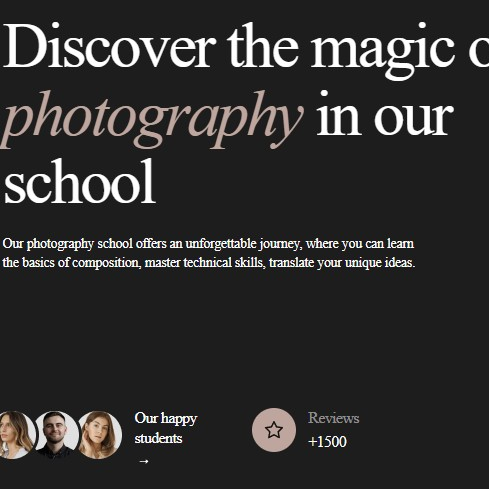 Discover the magic o
photography in our
school
Our photography school offers an unforgettable journey, where you can learn
the basics of composition, master technical skills, translate your unique ideas.
Our happy
students
→
Reviews
+1500